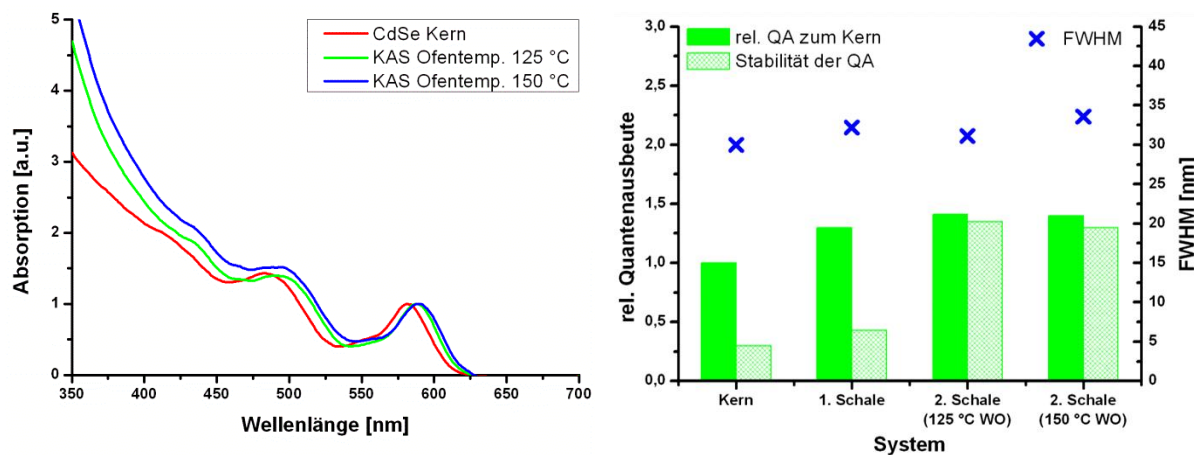 CdSe Kern
KAS Ofentemp. 125 °C
KAS Ofentemp. 150 °C
Absorption [a.u.]
5
4
3
2
1
0
350 400 450 500 550 600 650 700
Wellenlänge [nm]
rel. QA zum Kern
Stabilität der QA
FWHM
rel. Quantenausbeute
3,0
2,5
2,0
1,5
1,0
0,5
0,0
45
40
35
30
25
20
15
10
5
0
FWHM [nm]
Kern 1. Schale 2. Schale 2. Schale
(125 °C WO) (150 °C WO)
System